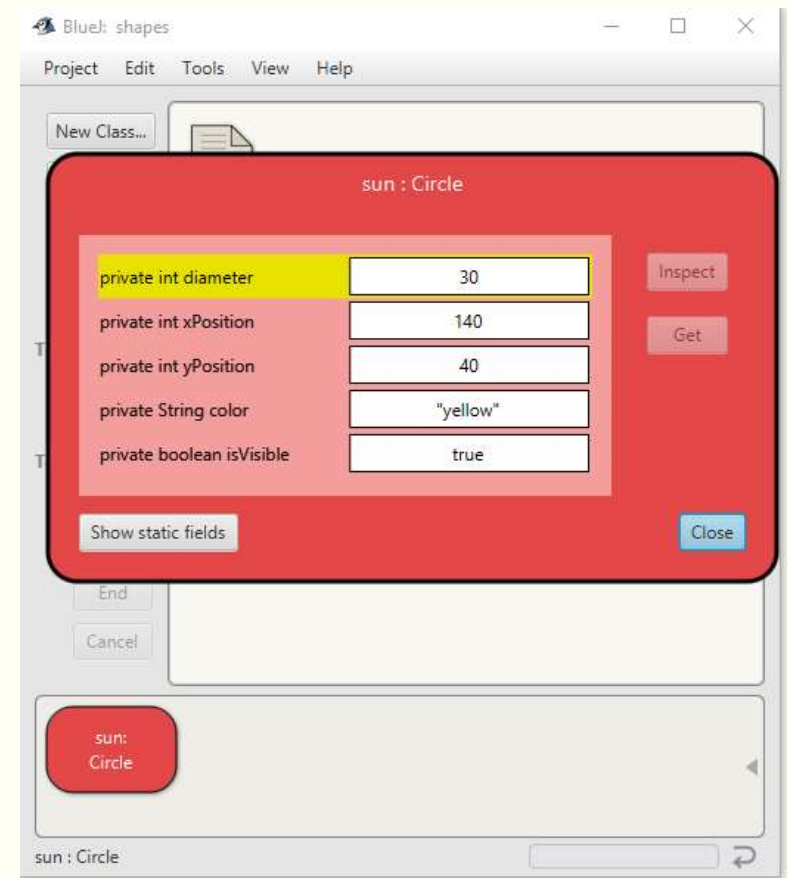 BlueJ: shapes
Project Edit Tools View Help
New Class...
sun : Circle
private int diameter 30
Inspect
private int xPosition 140
Get
private int yPosition 40
private String color "yellow"
private boolean isVisible true
Show static fields
Close
End
Cancel
sun:
Circle
sun : Circle